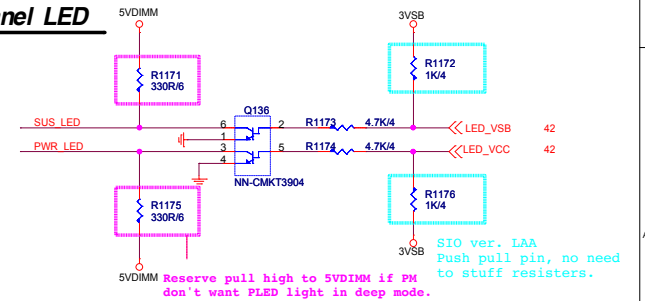 nel LED
5VDIMM
3VSB
R1171
330R/6
R1172
1K/4
Q136
SUS_LED
6
2
R1173
4.7K/4
LED_VSB
42
1
PWR_LED
3
5
R1174
4.7K/4
LED_VCC
42
4
NN-CMKT3904
R1175
330R/6
R1176
1K/4
3VSB
SIO ver. LAA
Push pull pin, no need
to stuff resisters.
5VDIMM
Reserve pull high to 5VDIMM if PM
don't want PLED light in deep mode.
A